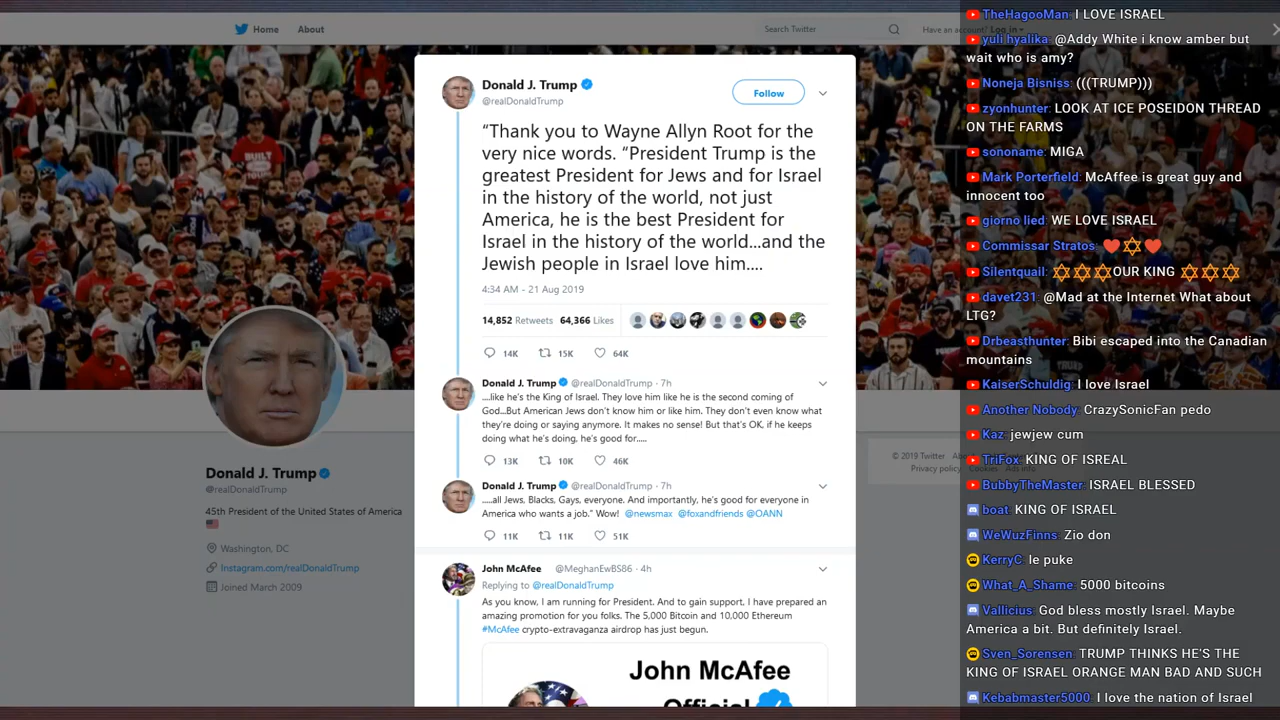 Home
About
Search Twitter
Have an account? Log in
Donald J. Trump
@realDonaldTrump
Follow
“Thank you to Wayne Allyn Root for the
very nice words. “President Trump is the
greatest President for Jews and for Israel
in the history of the world, not just
America, he is the best President for
Israel in the history of the world...and the
Jewish people in Israel love him....
4:34 AM - 21 Aug 2019
14,852 Retweets 64,366 Likes
14K 15K 64K
Donald J. Trump @realDonaldTrump · 7h
....like he’s the King of Israel. They love him like he is the second coming of
God...But American Jews don’t know him or like him. They don’t even know what
they’re doing or saying anymore. It makes no sense! But that’s OK, if he keeps
doing what he’s doing, he’s good for.....
13K 10K 46K
Donald J. Trump @realDonaldTrump · 7h
.....all Jews, Blacks, Gays, everyone. And importantly, he’s good for everyone in
America who wants a job.” Wow! @newsmax @foxandfriends @OANN
11K 11K 51K
John McAfee @MeghanEwBS86 · 4h
Replying to @realDonaldTrump
As you know, I am running for President. And to gain support, I have prepared an
amazing promotion for you folks. The 5,000 Bitcoin and 10,000 Ethereum
#McAfee crypto-extravaganza airdrop has just begun.
John McAfee
Official
BUILT
Donald J. Trump
@realDonaldTrump
45th President of the United States of America
Washington, DC
Instagram.com/realDonaldTrump
Joined March 2009
© 2019 Twitter
Privacy policy Cookies Ads info
TheHagooMan: I LOVE ISRAEL
yuli hyalika: @Addy White i know amber but
wait who is amy?
Noneja Bisniss: (((TRUMP)))
zyonhunter: LOOK AT ICE POSEIDON THREAD
ON THE FARMS
sononame: MIGA
Mark Porterfield: McAffee is great guy and
innocent too
giorno lied: WE LOVE ISRAEL
Commissar Stratos: ❤️✡️❤️
Silentquail: ✡️✡️✡️OUR KING ✡️✡️✡️
davet231: @Mad at the Internet What about
LTG?
Drbeasthunter: Bibi escaped into the Canadian
mountains
KaiserSchuldig: I love Israel
Another Nobody: CrazySonicFan pedo
Kaz: jewjew cum
TriFox: KING OF ISREAL
BubbyTheMaster: ISRAEL BLESSED
boat: KING OF ISRAEL
WeWuzFinns: Zio don
KerryC: le puke
What_A_Shame: 5000 bitcoins
Vallicius: God bless mostly Israel. Maybe
America a bit. But definitely Israel.
Sven_Sorensen: TRUMP THINKS HE'S THE
KING OF ISRAEL ORANGE MAN BAD AND SUCH
Kebabmaster5000: I love the nation of Israel